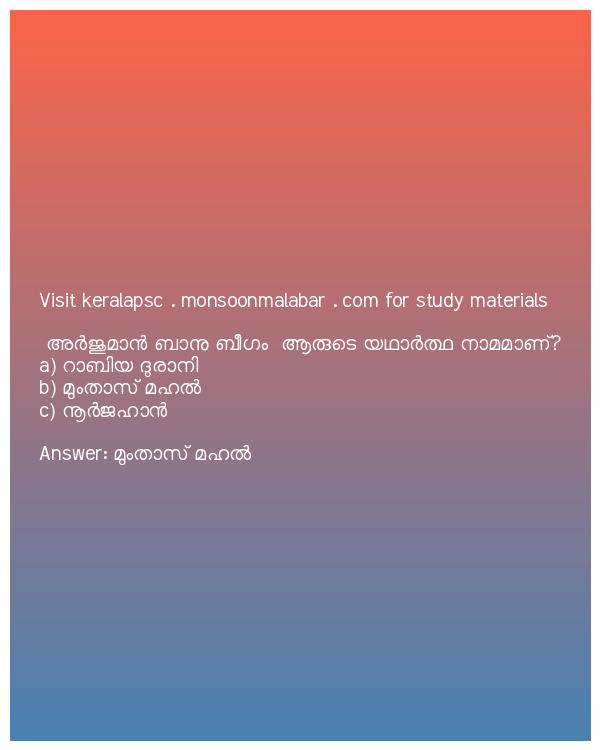 Visit keralapsc . monsoonmalabar . com for study materials
അർജുമാൻ ബാനു ബീഗം ആരുടെ യഥാർത്ഥ നാമമാണ്?
a) റാബിയ ദുരാനി
b) മുംതാസ് മഹൽ
c) നൂർജഹാൻ
Answer: മുംതാസ് മഹൽ